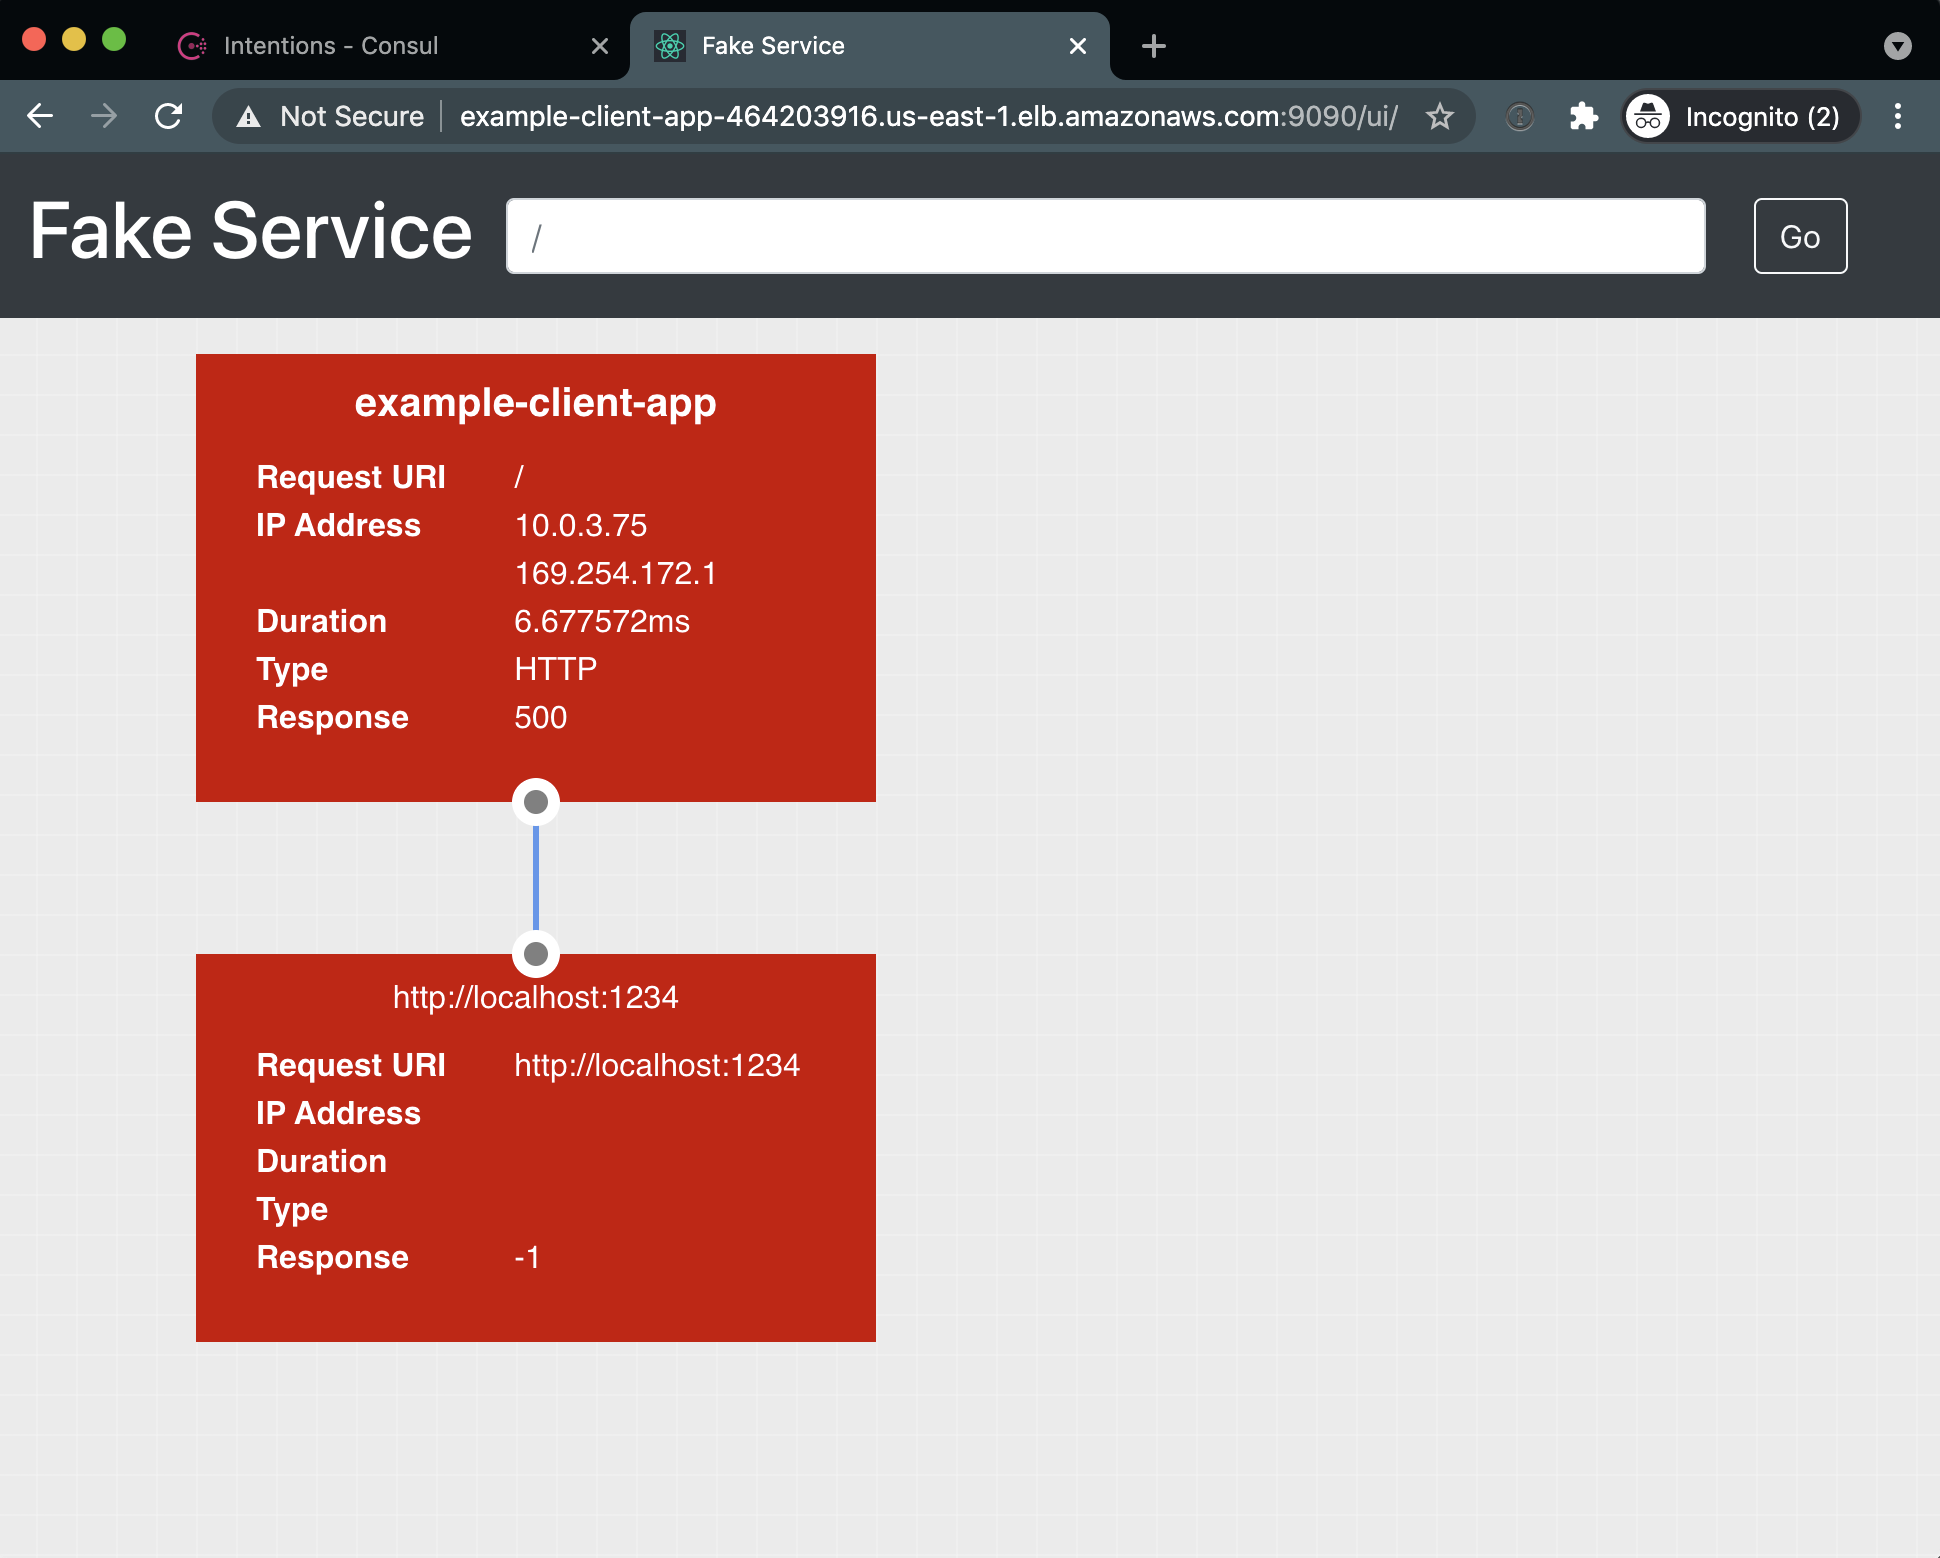 Intentions - Consul
Fake Service
Not Secure
example-client-app-464203916.us-east-1.elb.amazonaws.com:9090/ui/
Incognito (2)
Fake Service
/
Go
example-client-app
Request URI /
IP Address 10.0.3.75
169.254.172.1
Duration 6.677572ms
Type HTTP
Response 500
http://localhost:1234
Request URI http://localhost:1234
IP Address
Duration
Type
Response -1